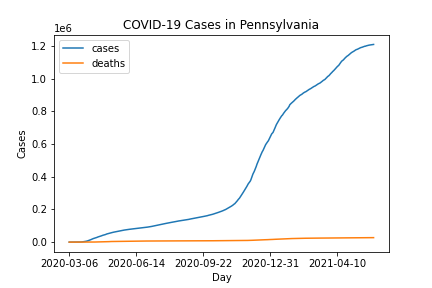 COVID-19 Cases in Pennsylvania
1e6
cases
deaths
1.2
1.0
0.8
0.6
0.4
0.2
0.0
Cases
2020-03-06 2020-06-14 2020-09-22 2020-12-31 2021-04-10
Day